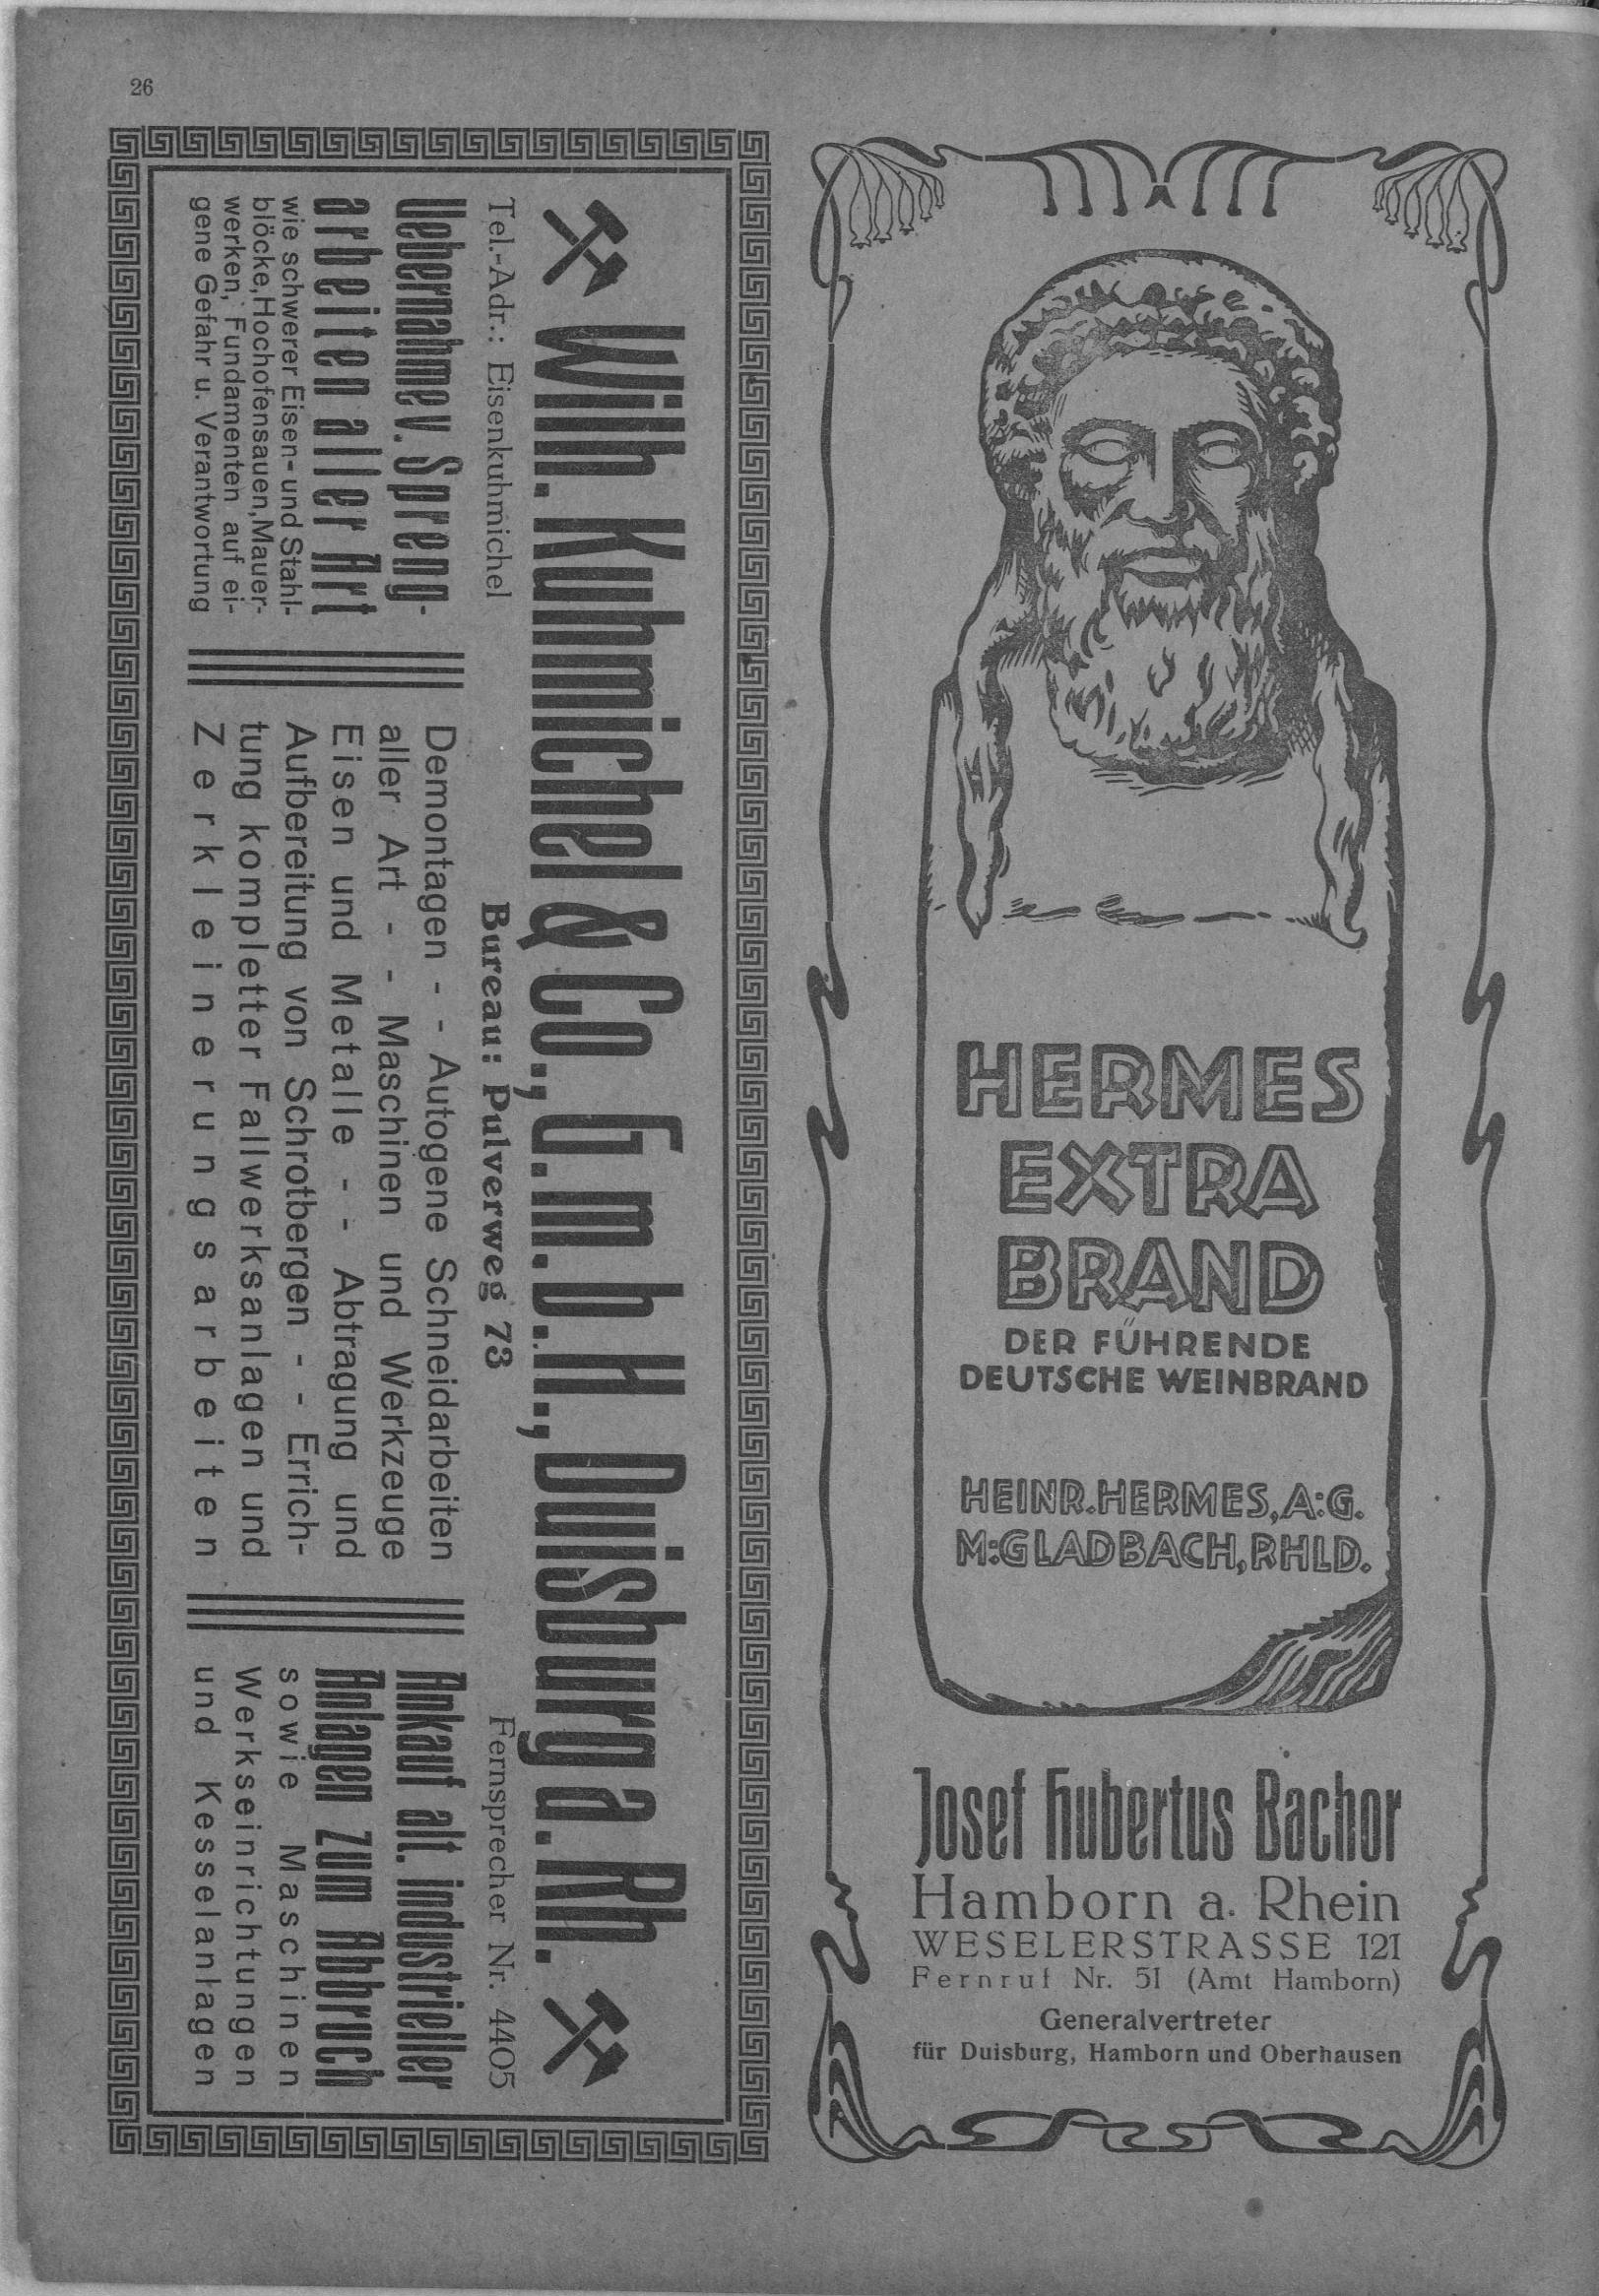 26
Wilh. Kuhmichel & Co., G. m. b. H., Duisburg a. Rh.
Tel.-Adr.: Eisenkuhmichel
Bureau: Pulverweg 73
Fernsprecher Nr. 4405
Uebernahme v. Spreng-
arbeiten aller Art
wie schwerer Eisen- und Stahl-
blöcke, Hochofensauen, Mauer-
werken, Fundamenten auf ei-
gene Gefahr u. Verantwortung
Demontagen - - Autogene Schneidarbeiten
aller Art - - Maschinen und Werkzeuge
Eisen und Metalle - - Abtragung und
Aufbereitung von Schrotbergen - - Errich-
tung kompletter Fallwerksanlagen und
Zerkleinerungsarbeiten
Ankauf alt. industrieller
Anlagen zum Abbruch
sowie Maschinen
Werkseinrichtungen
und Kesselanlagen
HERMES
EXTRA
BRAND
DER FÜHRENDE
DEUTSCHE WEINBRAND
HEINR. HERMES, A:G.
M:GLADBACH, RHLD.
Josef Hubertus Bachor
Hamborn a. Rhein
WESELERSTRASSE 121
Fernruf Nr. 51 (Amt Hamborn)
Generalvertreter
für Duisburg, Hamborn und Oberhausen